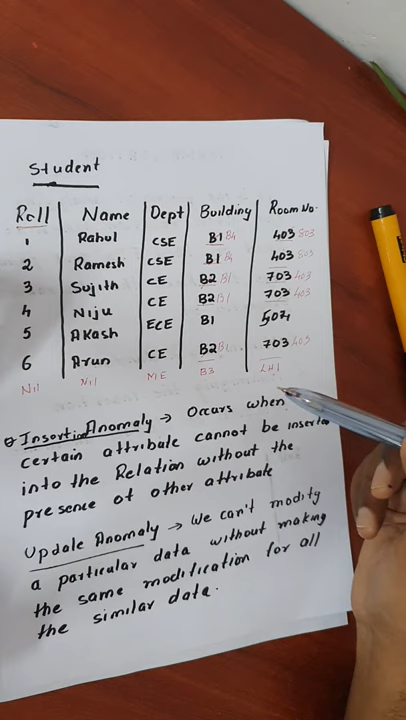 Student
Roll Name Dept Building Room No.
1 Rahul CSE B1 B4 403 803
2 Ramesh CSE B1 B4 403 803
3 Sujith CE B2 B1 703 403
4 Niju CE B2 B1 703 403
5 Akash ECE B1 504
6 Arun CE B2 B1 703 403
Nil Nil ME B3 LH1
Insertion Anomaly → Occurs when
certain attribute cannot be inserted
into the Relation without the
presence of other attribute
Update Anomaly → We can't modify
a particular data without making
the same modification for all
the similar data.